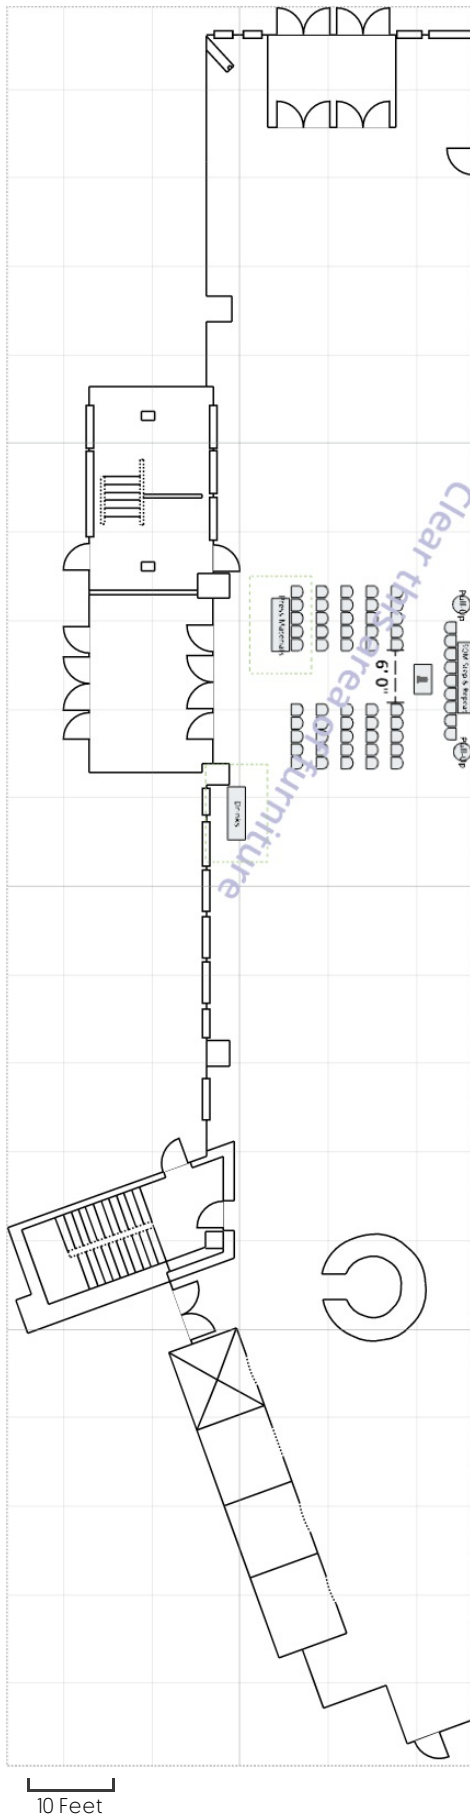 Clear this area of furniture
Pull-Up
Press Materials
6'0"
Pull-Up
Drinks
10 Feet